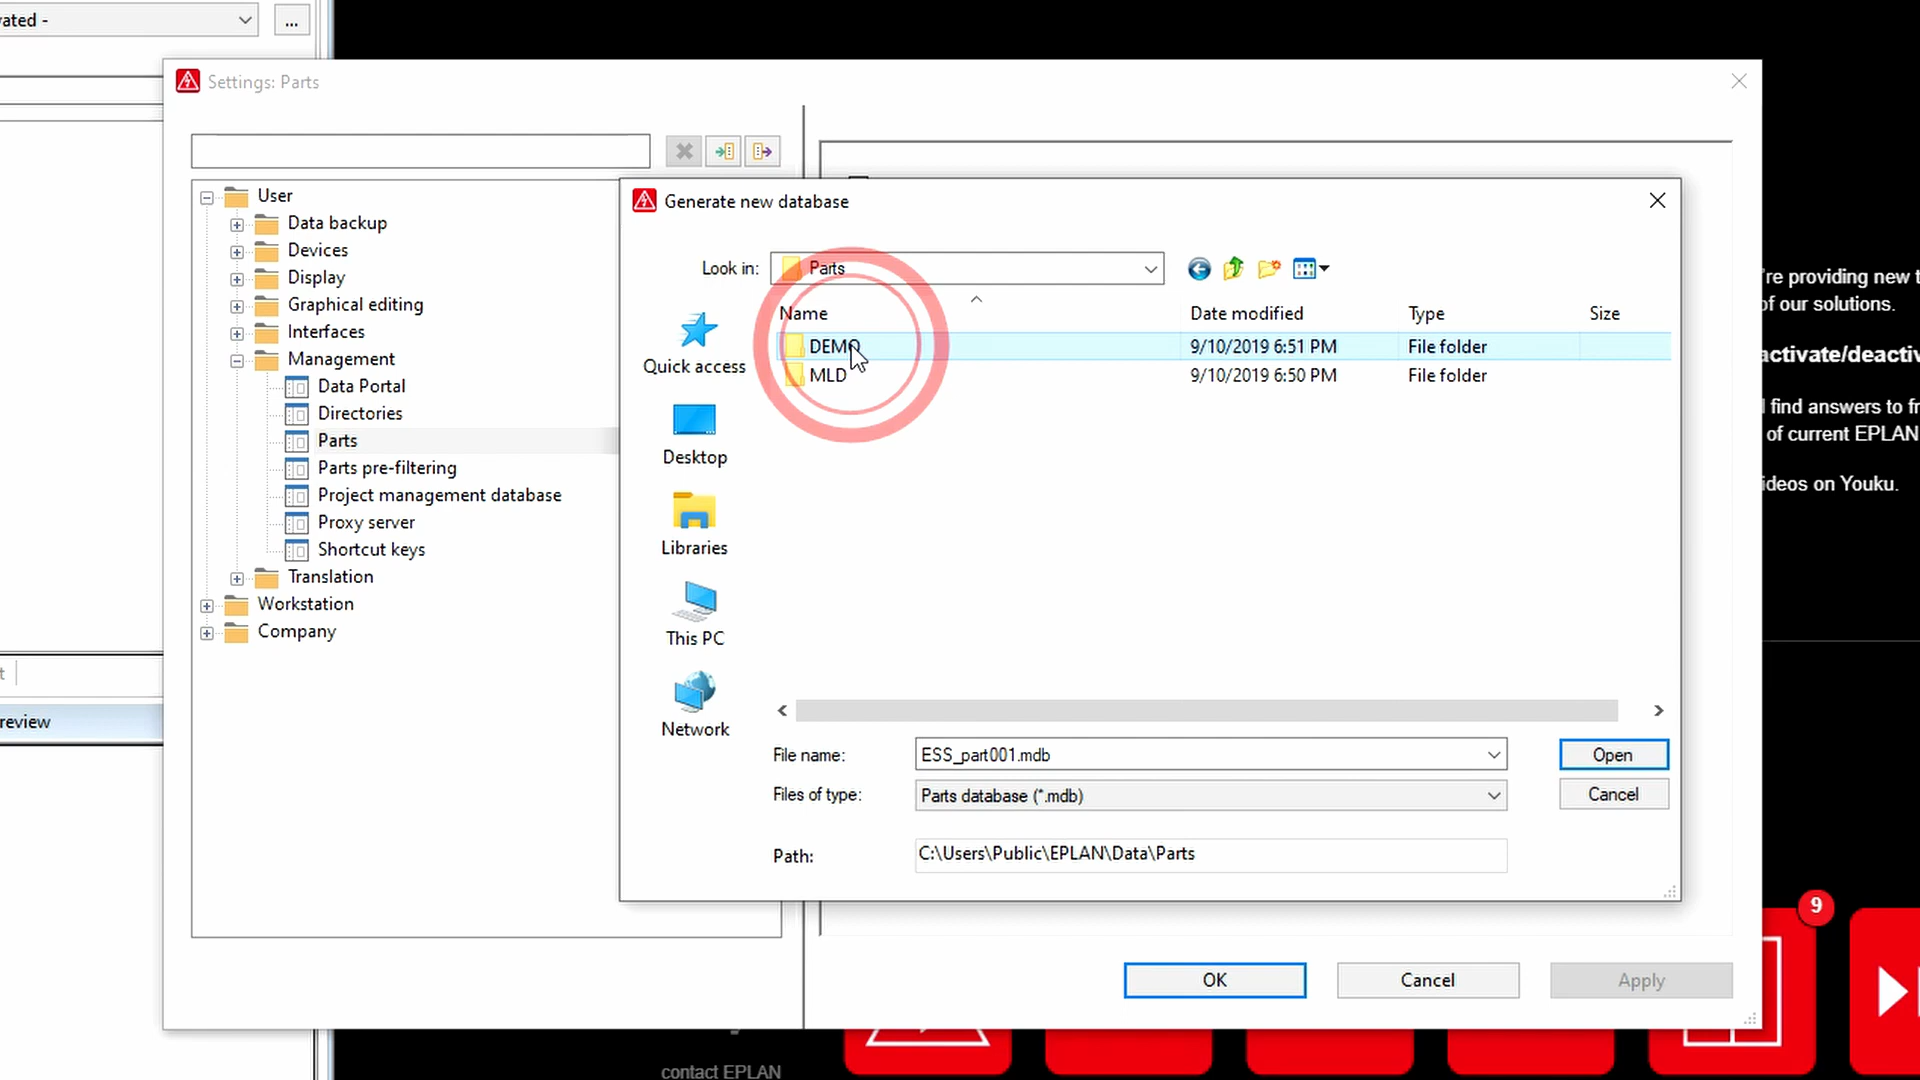 vated -
...
Settings: Parts
User
Data backup
Devices
Display
Graphical editing
Interfaces
Management
Data Portal
Directories
Parts
Parts pre-filtering
Project management database
Proxy server
Shortcut keys
Translation
Workstation
Company
t
review
Generate new database
Look in: Parts
Name Date modified Type Size
DEMO 9/10/2019 6:51 PM File folder
MLD 9/10/2019 6:50 PM File folder
Quick access
Desktop
Libraries
This PC
Network
File name: ESS_part001.mdb Open
Files of type: Parts database (*.mdb) Cancel
Path: C:\Users\Public\EPLAN\Data\Parts
OK Cancel Apply
're providing new t
of our solutions.
activate/deactiv
find answers to fr
of current EPLAN
ideos on Youku.
9
contact EPLAN